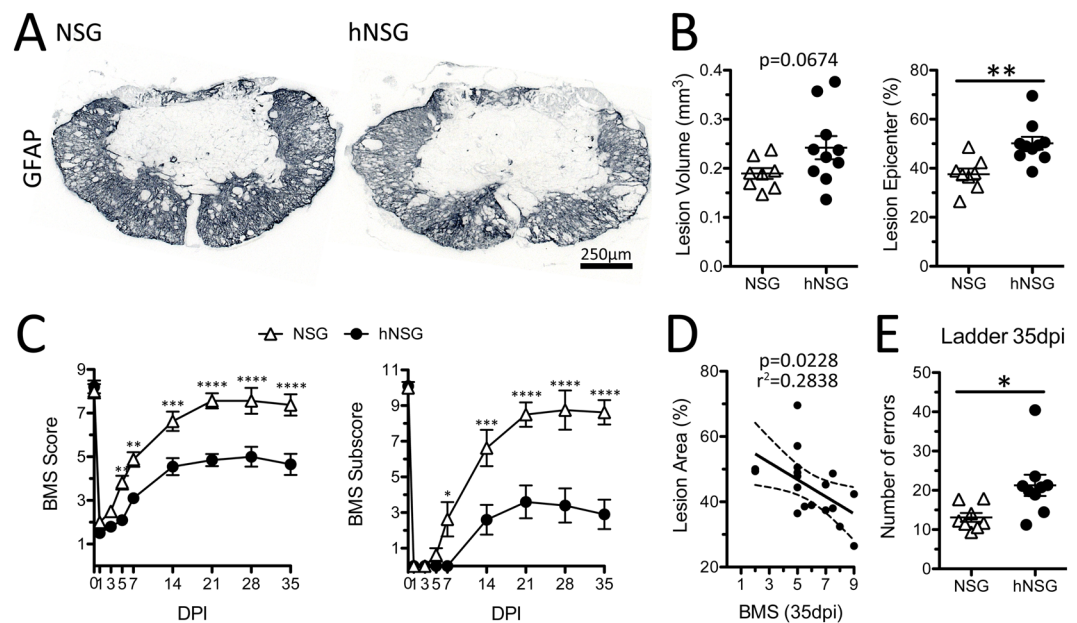 A NSG hNSG
GFAP
250μm
B
p=0.0674
Lesion Volume (mm³)
0.4
0.3
0.2
0.1
0.0
NSG hNSG
**
Lesion Epicenter (%)
80
60
40
20
0
NSG hNSG
C
NSG hNSG
BMS Score
9
7
5
3
1
** ** *** **** **** ****
0 1 3 5 7 14 21 28 35
DPI
BMS Subscore
11
9
7
5
3
1
* *** **** **** ****
0 1 3 5 7 14 21 28 35
DPI
D
p=0.0228
r²=0.2838
Lesion Area (%)
80
60
40
20
1 3 5 7 9
BMS (35dpi)
E
Ladder 35dpi
*
Number of errors
50
40
30
20
10
0
NSG hNSG